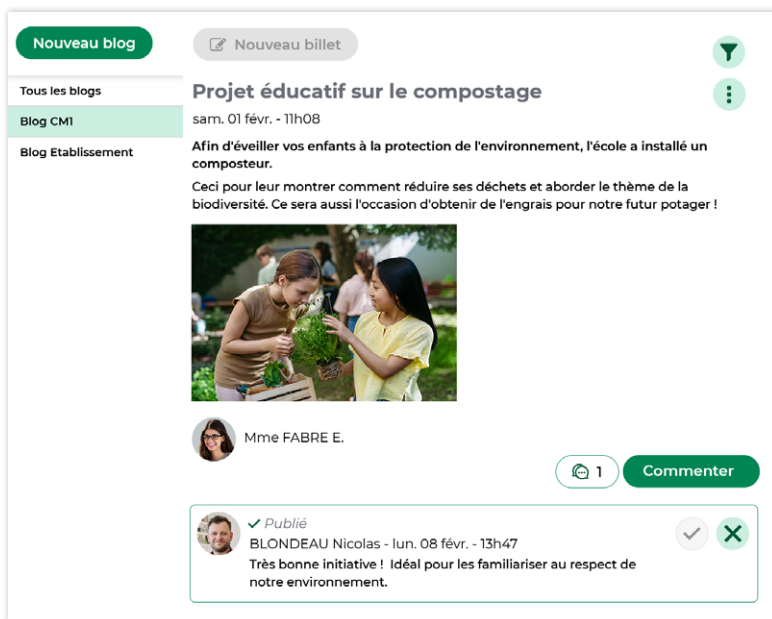 Nouveau blog
Nouveau billet
Tous les blogs
Blog CM1
Blog Etablissement
Projet éducatif sur le compostage
sam. 01 févr. - 11h08
Afin d'éveiller vos enfants à la protection de l'environnement, l'école a installé un
composteur.
Ceci pour leur montrer comment réduire ses déchets et aborder le thème de la
biodiversité. Ce sera aussi l'occasion d'obtenir de l'engrais pour notre futur potager !
Mme FABRE E.
1
Commenter
Publié
BLONDEAU Nicolas - lun. 08 févr. - 13h47
Très bonne initiative ! Idéal pour les familiariser au respect de
notre environnement.